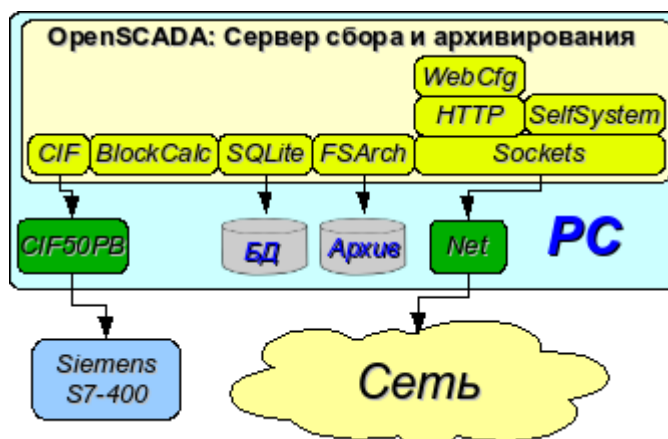 OpenSCADA: Сервер сбора и архивирования
WebCfg
HTTP
SelfSystem
CIF
BlockCalc
SQLite
FSArch
Sockets
CIF50PB
БД
Архив
Net
PC
Siemens
S7-400
Сеть